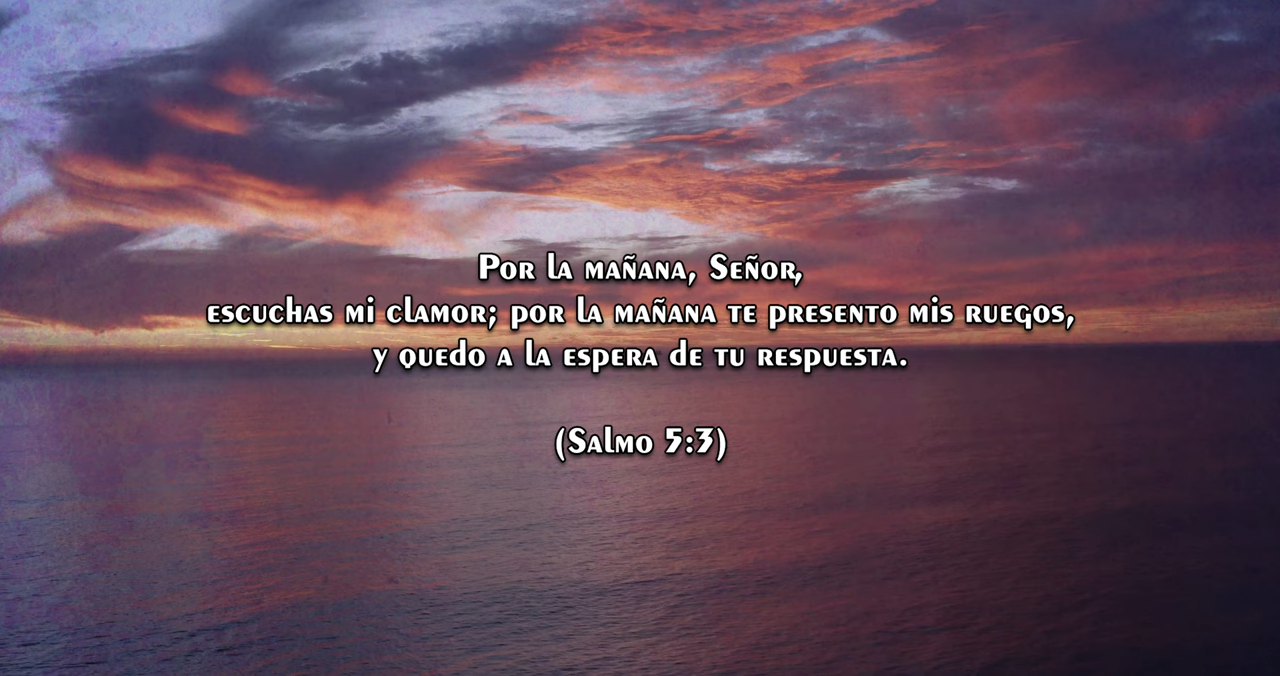 Por la mañana, Señor,
escuchas mi clamor; por la mañana te presento mis ruegos,
y quedo a la espera de tu respuesta.
(Salmo 5:3)